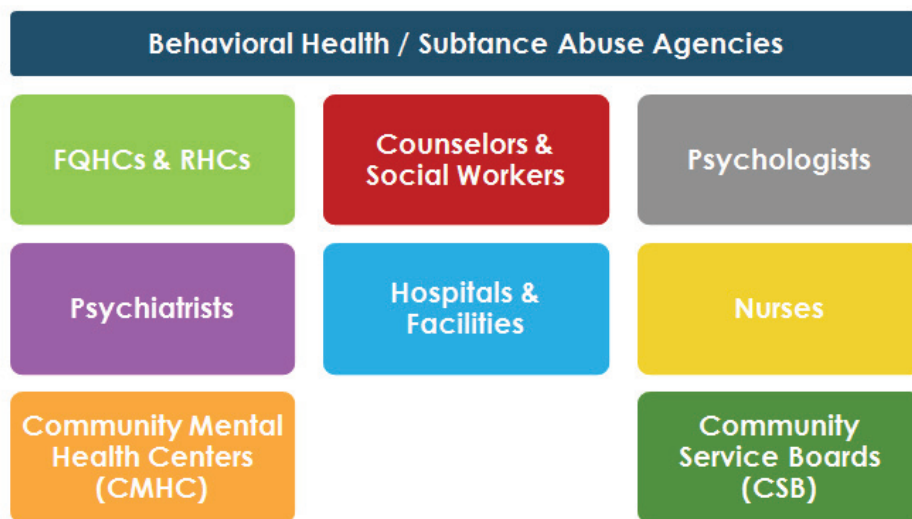 Behavioral Health / Subtance Abuse Agencies
FQHCs & RHCs
Counselors &
Social Workers
Psychologists
Psychiatrists
Hospitals &
Facilities
Nurses
Community Mental
Health Centers
(CMHC)
Community
Service Boards
(CSB)